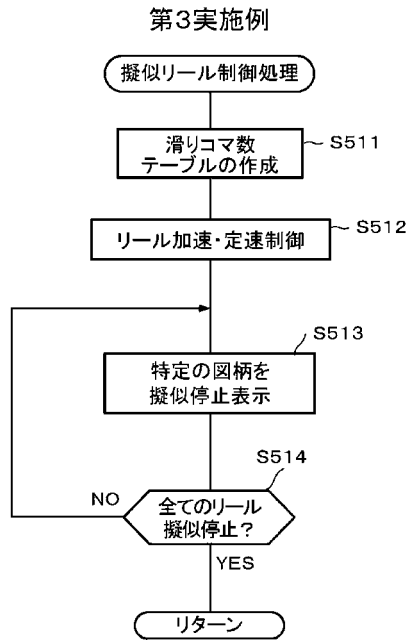 第3実施例
擬似リール制御処理
滑りコマ数
テーブルの作成
S511
リール加速・定速制御
S512
特定の図柄を
擬似停止表示
S513
全てのリール
擬似停止?
S514
NO
YES
リターン